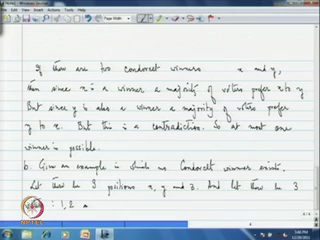 If there are two condorcet winners x and y,
then since x is a winner a majority of voters prefer x to y
But since y is also a winner a majority of voters prefer
y to x. But this is a contradiction. So at most one
winner is possible.
b. Give an example in which no Condorcet winner exists.
Let there be 3 positions x, y and z. And let there be 3
: 1, 2